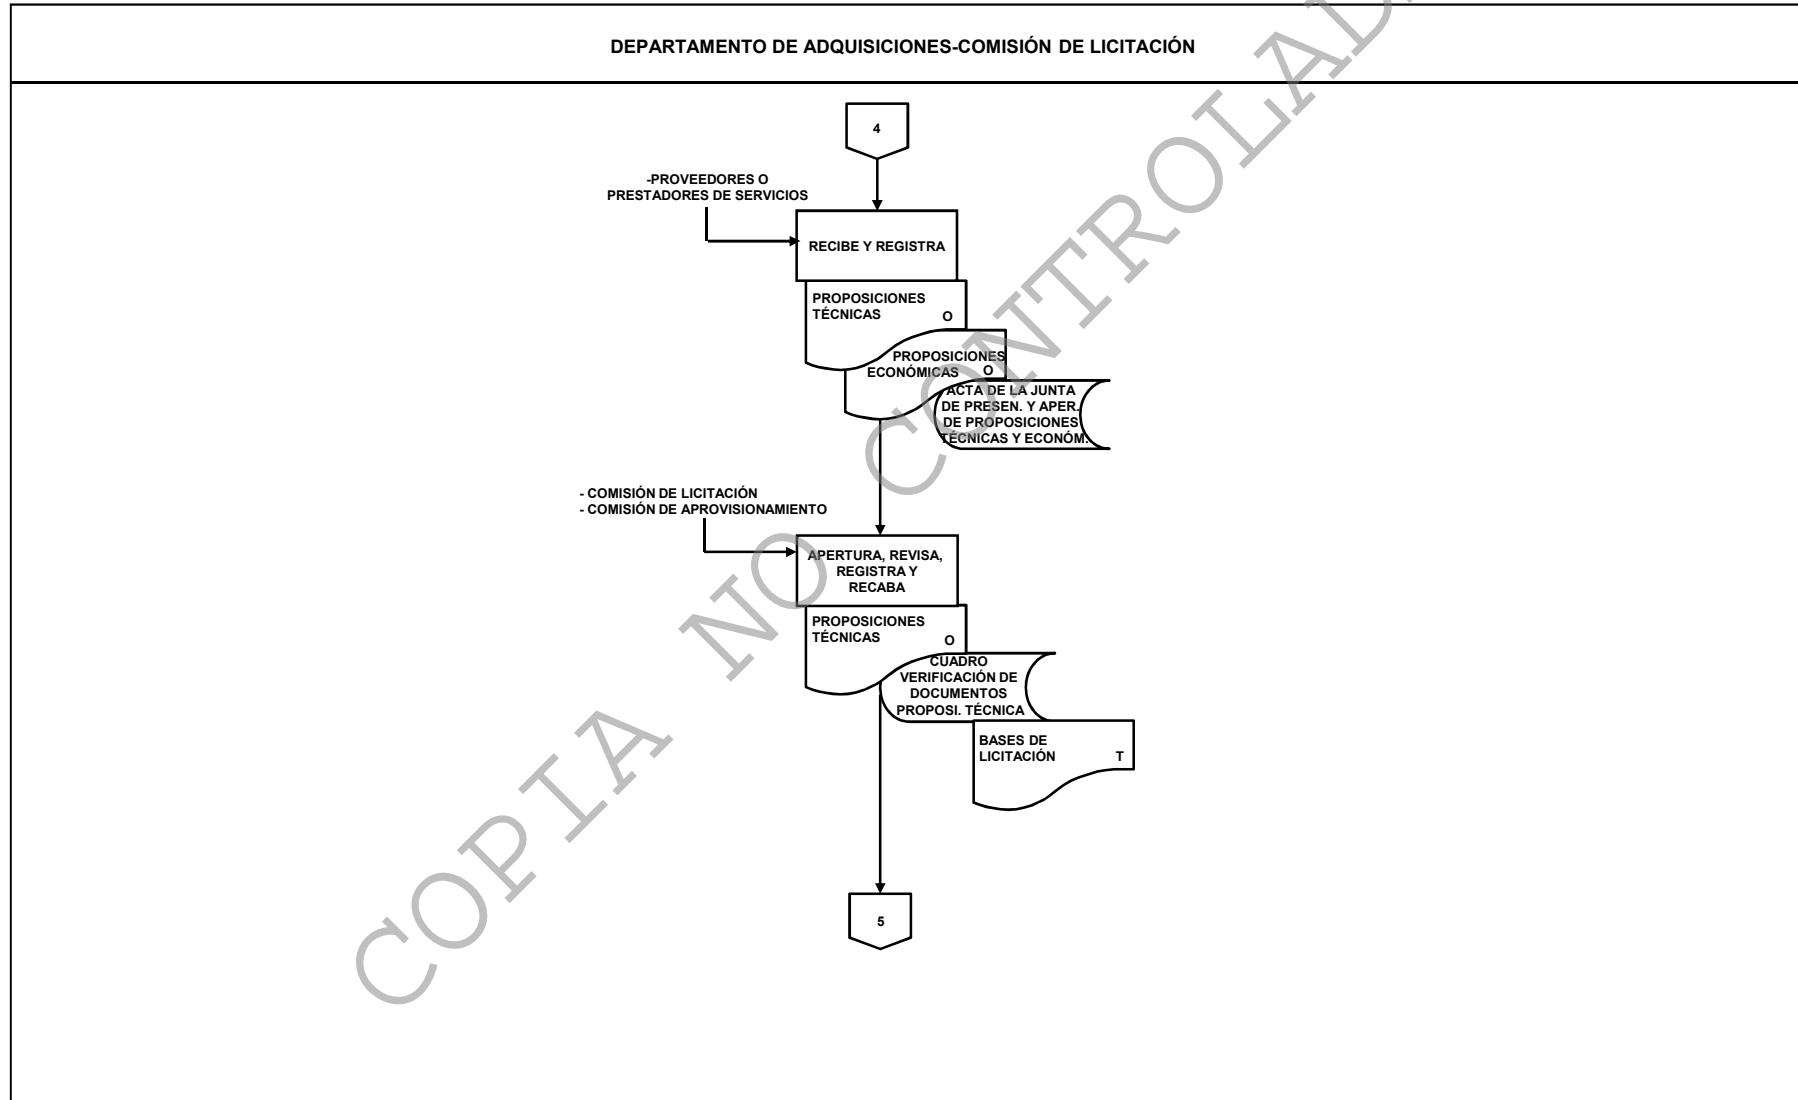 DEPARTAMENTO DE ADQUISICIONES-COMISIÓN DE LICITACIÓN
4
-PROVEEDORES O
PRESTADORES DE SERVICIOS
RECIBE Y REGISTRA
PROPOSICIONES
TÉCNICAS O
PROPOSICIONES
ECONÓMICAS O
ACTA DE LA JUNTA
DE PRESEN. Y APER.
DE PROPOSICIONES
TÉCNICAS Y ECONÓM.
- COMISIÓN DE LICITACIÓN
- COMISIÓN DE APROVISIONAMIENTO
APERTURA, REVISA,
REGISTRA Y
RECABA
PROPOSICIONES
TÉCNICAS O
CUADRO
VERIFICACIÓN DE
DOCUMENTOS
PROPOSI. TÉCNICA
BASES DE
LICITACIÓN T
5
COPIA NO CONTROLAD